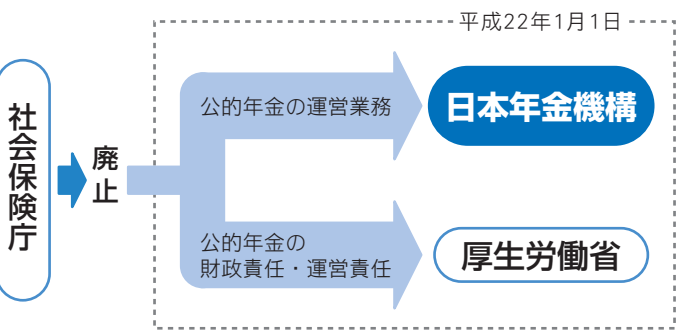 平成22年1月1日
社会保険庁
廃止
公的年金の運営業務
日本年金機構
公的年金の
財政責任・運営責任
厚生労働省